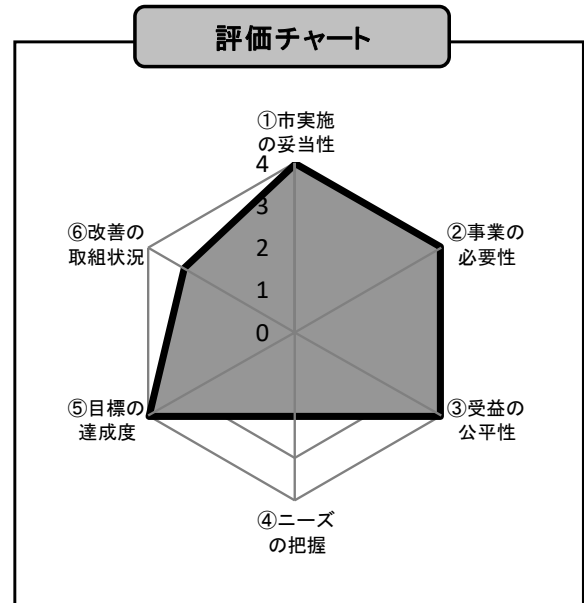 評価チャート
①市実施
の妥当性
4
3
2
1
0
②事業の
必要性
③受益の
公平性
④ニーズ
の把握
⑤目標の
達成度
⑥改善の
取組状況